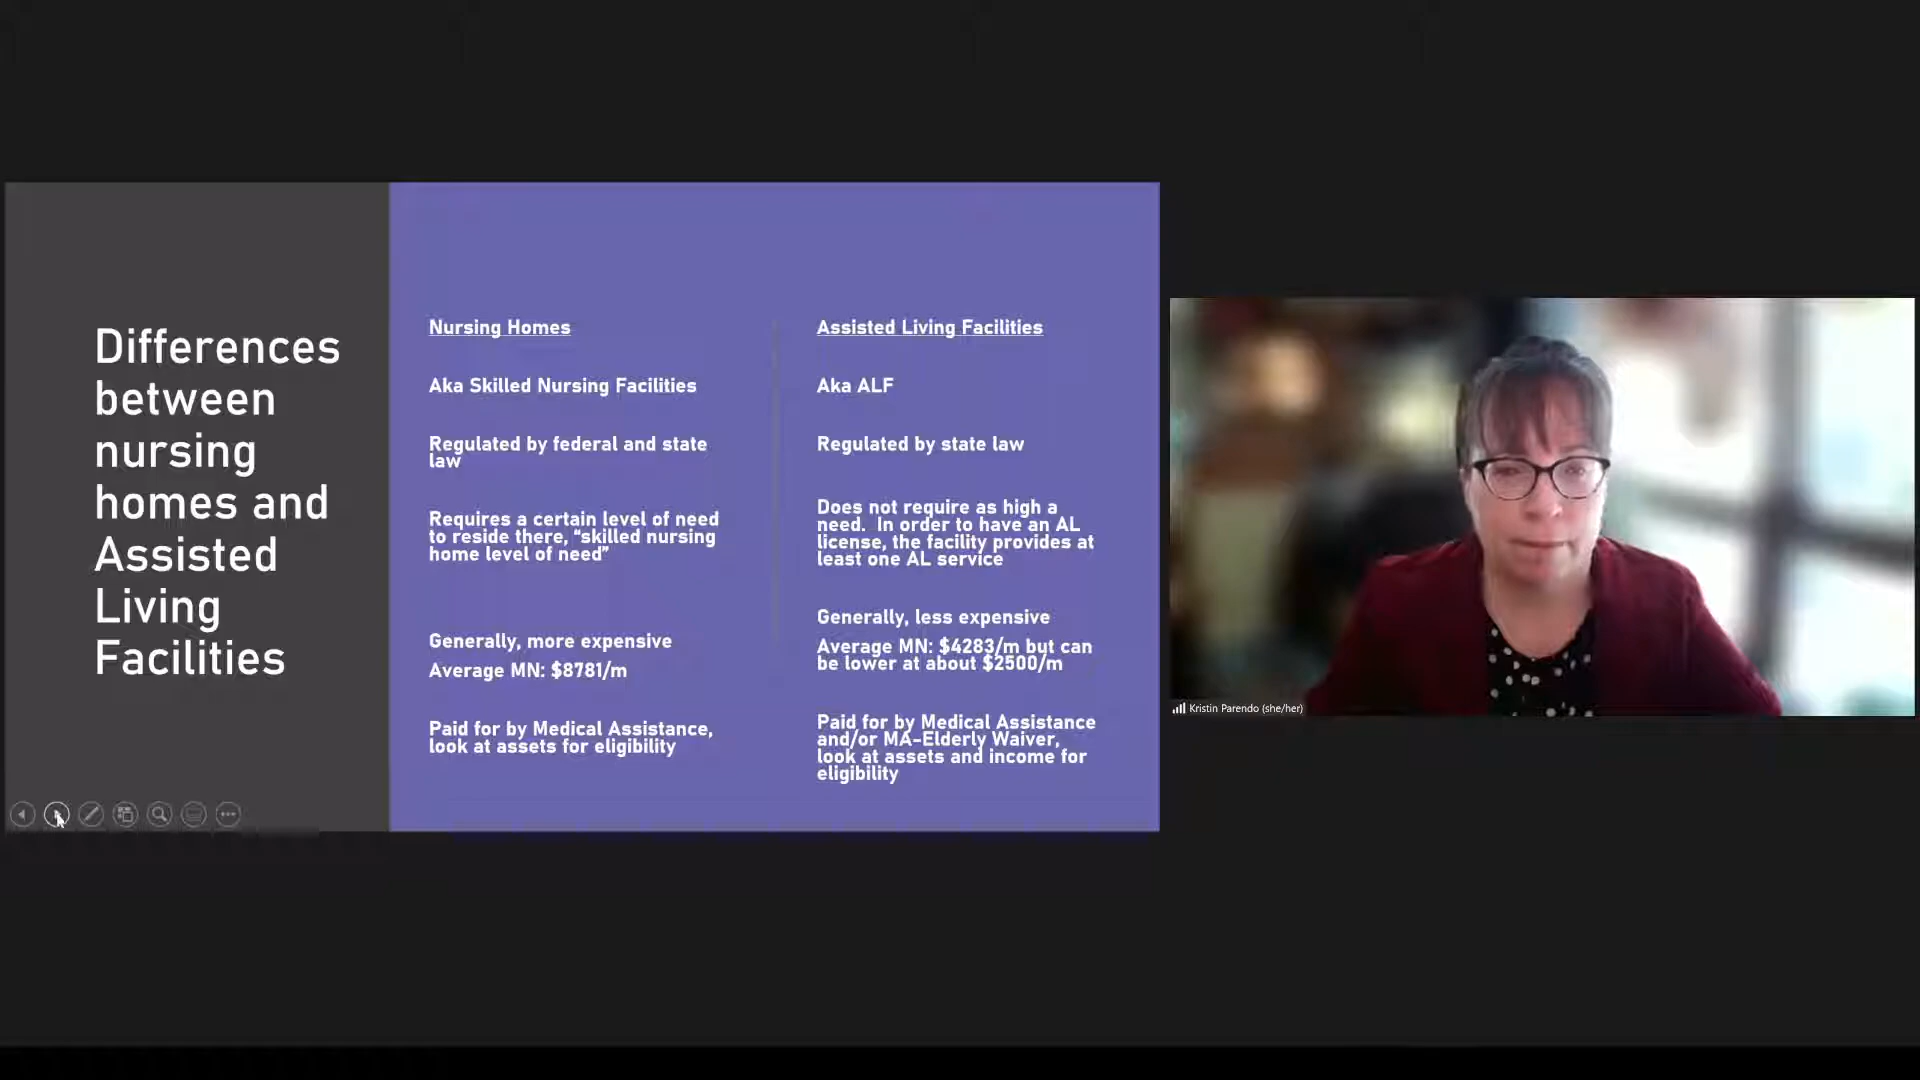 Differences
between
nursing
homes and
Assisted
Living
Facilities
Nursing Homes
Aka Skilled Nursing Facilities
Regulated by federal and state
law
Requires a certain level of need
to reside there, “skilled nursing
home level of need”
Generally, more expensive
Average MN: $8781/m
Paid for by Medical Assistance,
look at assets for eligibility
Assisted Living Facilities
Aka ALF
Regulated by state law
Does not require as high a
need.  In order to have an AL
license, the facility provides at
least one AL service
Generally, less expensive
Average MN: $4283/m but can
be lower at about $2500/m
Paid for by Medical Assistance
and/or MA-Elderly Waiver,
look at assets and income for
eligibility
Kristin Parendo (she/her)